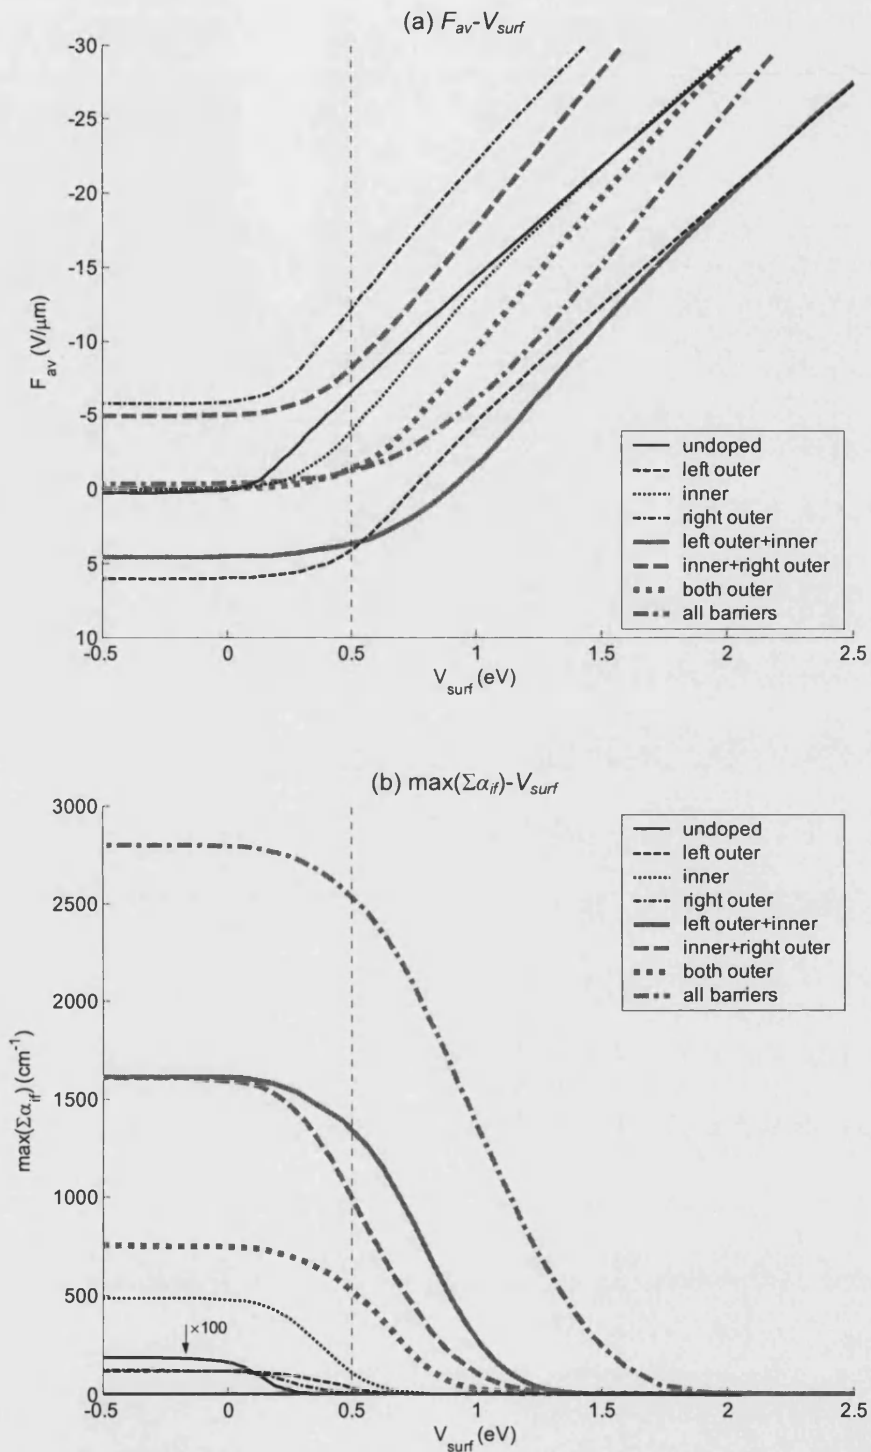 (a) F_av-V_surf
-30
-25
-20
-15
-10
-5
0
5
10
F_av (V/μm)
-0.5 0 0.5 1 1.5 2 2.5
V_surf (eV)
undoped
left outer
inner
right outer
left outer+inner
inner+right outer
both outer
all barriers
(b) max(Σα_if)-V_surf
3000
2500
2000
1500
1000
500
0
max(Σα_if) (cm⁻¹)
×100
-0.5 0 0.5 1 1.5 2 2.5
V_surf (eV)
undoped
left outer
inner
right outer
left outer+inner
inner+right outer
both outer
all barriers